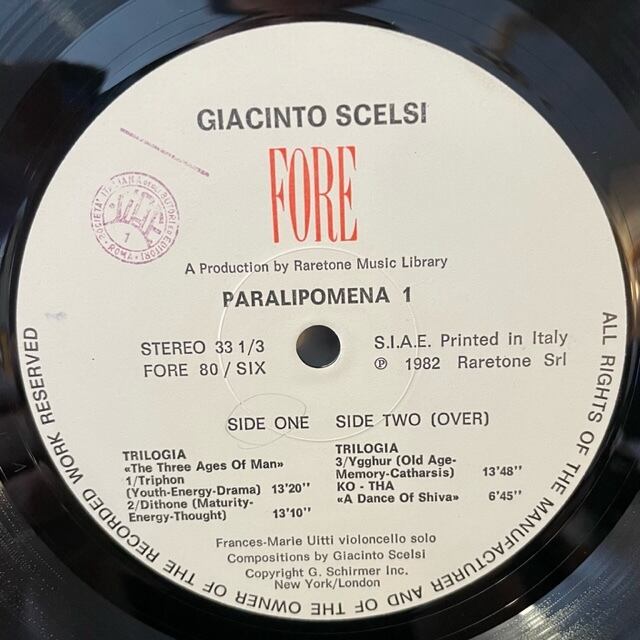 GIACINTO SCELSI
FORE
A Production by Raretone Music Library
PARALIPOMENA 1
STEREO 33 1/3
FORE 80 / SIX
S.I.A.E. Printed in Italy
℗ 1982 Raretone Srl
SIDE ONE
TRILOGIA
«The Three Ages Of Man»
1/Triphon
(Youth-Energy-Drama) 13'20"
2/Dithone (Maturity-
Energy-Thought) 13'10"
SIDE TWO (OVER)
TRILOGIA
3/Ygghur (Old Age-
Memory-Catharsis) 13'48"
KO - THA
«A Dance Of Shiva» 6'45"
Frances-Marie Uitti violoncello solo
Compositions by Giacinto Scelsi
Copyright G. Schirmer Inc.
New York/London
ALL RIGHTS OF THE MANUFACTURER AND OF THE OWNER OF THE RECORDED WORK RESERVED
ROMA